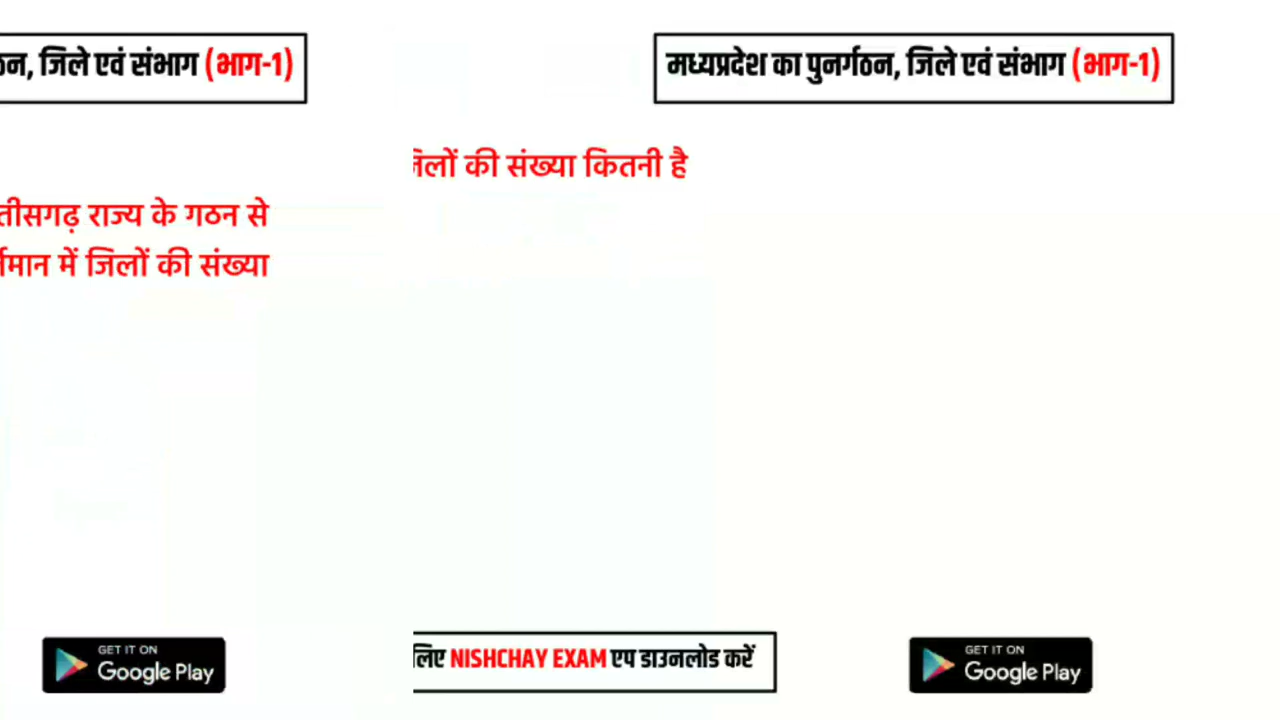 जिले एवं संभाग (भाग-1)
मध्यप्रदेश का पुनर्गठन, जिले एवं संभाग (भाग-1)
की संख्या कितनी है
राज्य के गठन से
में जिलों की संख्या
GET IT ON
Google Play
NISHCHAY EXAM एप डाउनलोड करें
GET IT ON
Google Play